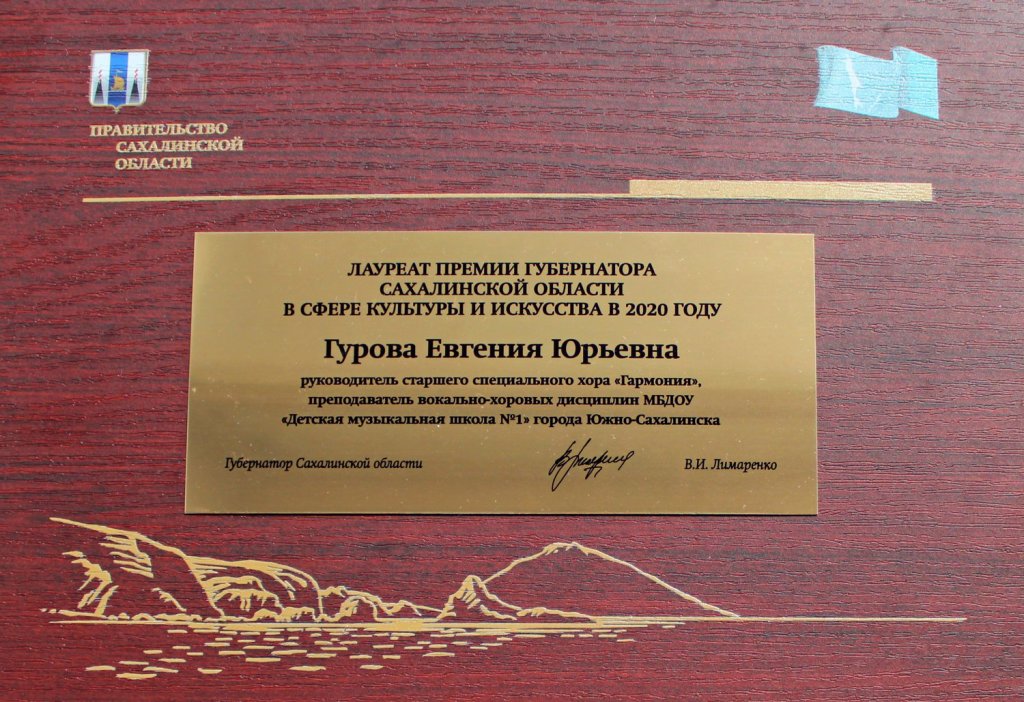 ПРАВИТЕЛЬСТВО
САХАЛИНСКОЙ
ОБЛАСТИ
ЛАУРЕАТ ПРЕМИИ ГУБЕРНАТОРА
САХАЛИНСКОЙ ОБЛАСТИ
В СФЕРЕ КУЛЬТУРЫ И ИСКУССТВА В 2020 ГОДУ
Гурова Евгения Юрьевна
руководитель старшего специального хора «Гармония»,
преподаватель вокально-хоровых дисциплин МБДОУ
«Детская музыкальная школа №1» города Южно-Сахалинска
Губернатор Сахалинской области В.И. Лимаренко